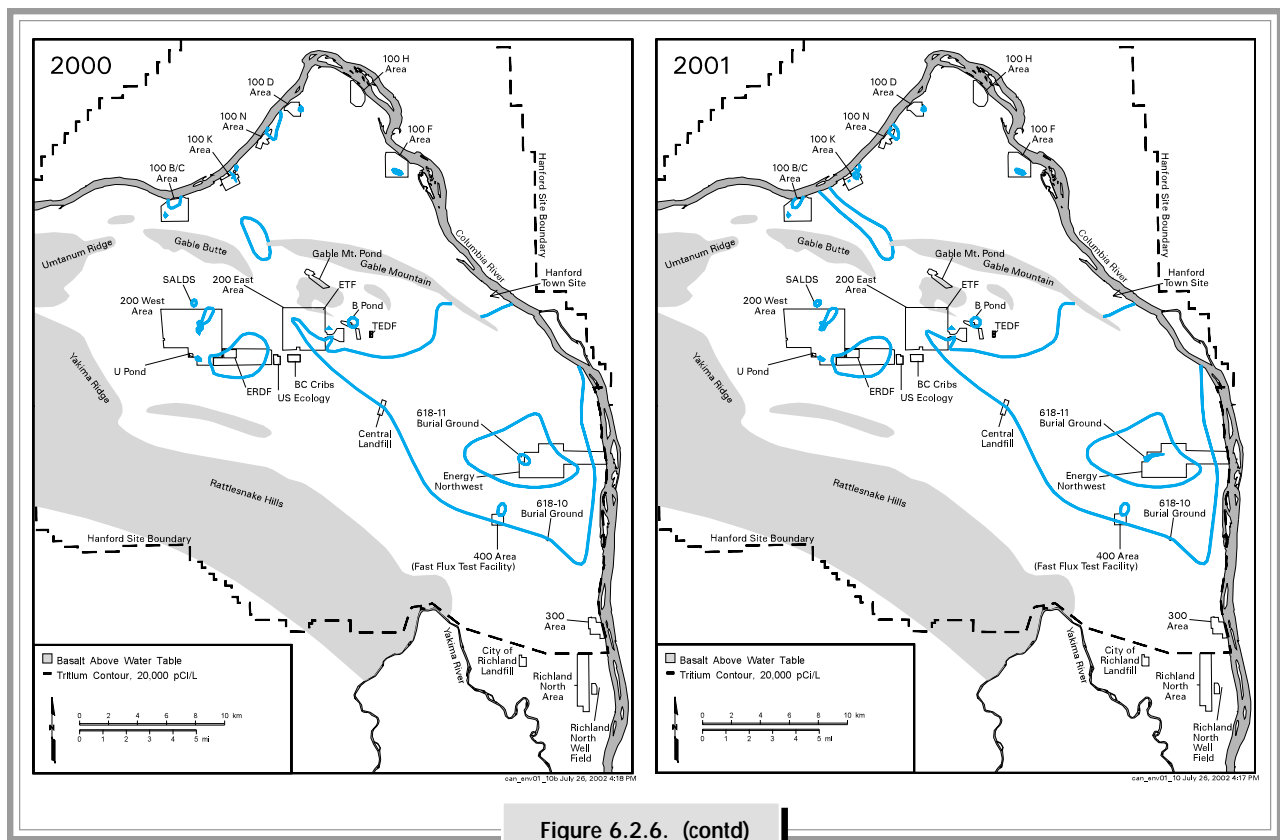 2000
100 H
Area
100 D
Area
100 N
Area
100 K
Area
100 F
Area
100 B/C
Area
Hanford Site Boundary
Columbia River
Umtanum Ridge
Gable Butte
Gable Mt. Pond
Gable Mountain
Hanford
Town Site
SALDS
200 East
Area
ETF
200 West
Area
B Pond
TEDF
U Pond
ERDF
BC Cribs
US Ecology
Yakima Ridge
Central
Landfill
618-11
Burial Ground
Energy
Northwest
Rattlesnake Hills
618-10
Burial Ground
Hanford Site Boundary
400 Area
(Fast Flux Test Facility)
300
Area
Yakima River
City of
Richland
Landfill
Richland
North
Area
Richland
North
Well
Field
Basalt Above Water Table
Tritium Contour, 20,000 pCi/L
0 2 4 6 8 10 km
0 1 2 3 4 5 mi
can_env01_10b July 26, 2002 4:18 PM
2001
100 H
Area
100 D
Area
100 N
Area
100 K
Area
100 F
Area
100 B/C
Area
Hanford Site Boundary
Columbia River
Umtanum Ridge
Gable Butte
Gable Mt. Pond
Gable Mountain
Hanford
Town Site
SALDS
200 East
Area
ETF
200 West
Area
B Pond
TEDF
U Pond
ERDF
BC Cribs
US Ecology
Yakima Ridge
Central
Landfill
618-11
Burial Ground
Energy
Northwest
Rattlesnake Hills
618-10
Burial Ground
Hanford Site Boundary
400 Area
(Fast Flux Test Facility)
300
Area
Yakima River
City of
Richland
Landfill
Richland
North
Area
Richland
North
Well
Field
Basalt Above Water Table
Tritium Contour, 20,000 pCi/L
0 2 4 6 8 10 km
0 1 2 3 4 5 mi
can_env01_10 July 26, 2002 4:17 PM
Figure 6.2.6. (contd)